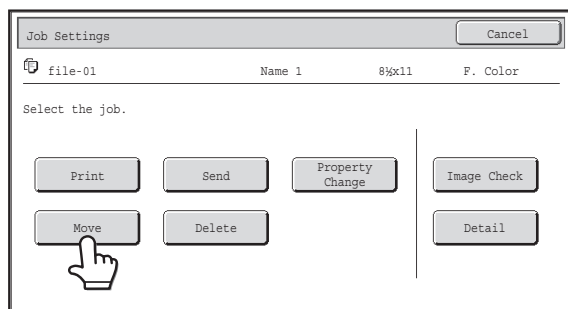 Job Settings
Cancel
file-01 Name 1 8½x11 F. Color
Select the job.
Print Send Property Change Image Check
Move Delete Detail